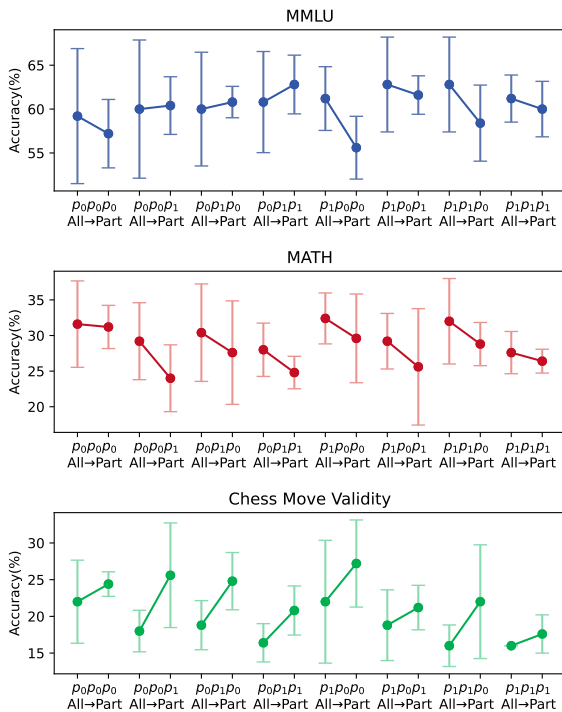 MMLU
Accuracy(%)
65
60
55
p₀p₀p₀ p₀p₀p₁ p₀p₁p₀ p₀p₁p₁ p₁p₀p₀ p₁p₀p₁ p₁p₁p₀ p₁p₁p₁
All→Part All→Part All→Part All→Part All→Part All→Part All→Part All→Part
MATH
Accuracy(%)
35
30
25
20
p₀p₀p₀ p₀p₀p₁ p₀p₁p₀ p₀p₁p₁ p₁p₀p₀ p₁p₀p₁ p₁p₁p₀ p₁p₁p₁
All→Part All→Part All→Part All→Part All→Part All→Part All→Part All→Part
Chess Move Validity
Accuracy(%)
30
25
20
15
p₀p₀p₀ p₀p₀p₁ p₀p₁p₀ p₀p₁p₁ p₁p₀p₀ p₁p₀p₁ p₁p₁p₀ p₁p₁p₁
All→Part All→Part All→Part All→Part All→Part All→Part All→Part All→Part